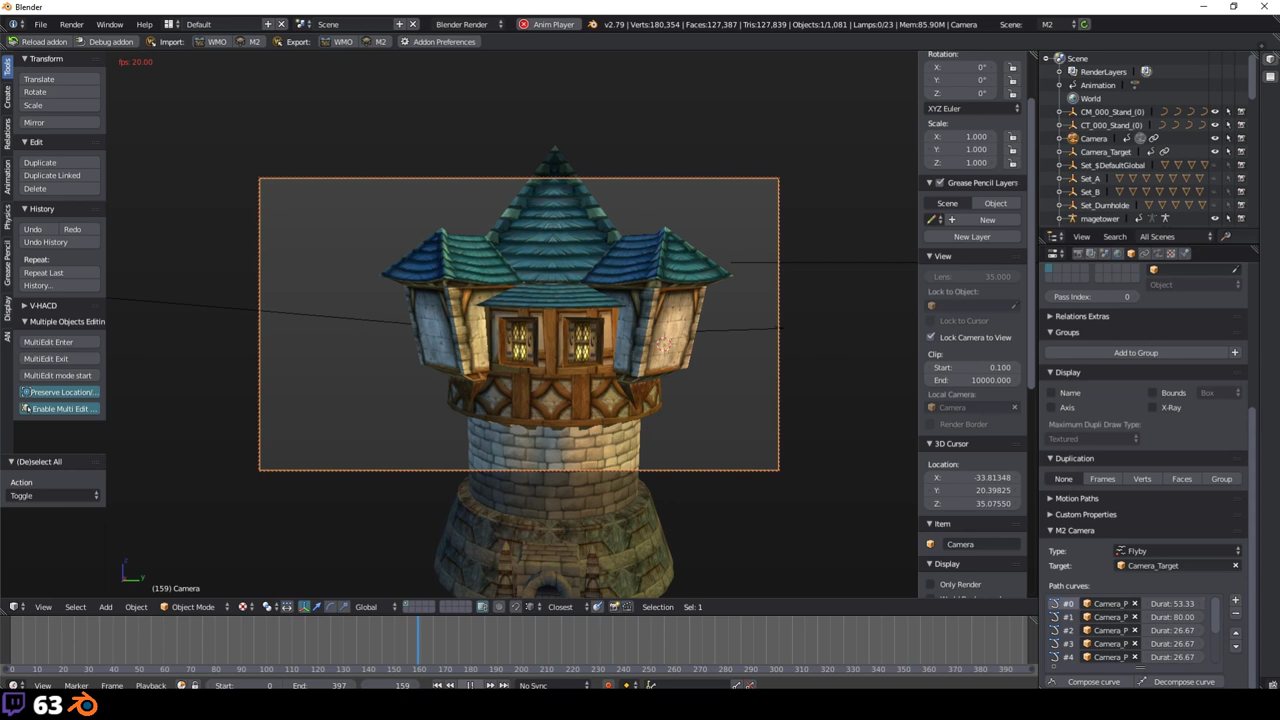 Blender
File Render Window Help Default Scene Blender Render Anim Player v2.79 | Verts:180,354 | Faces:127,387 | Tris:127,839 | Objects:1/1,081 | Lamps:0/23 | Mem:85.90M | Camera Scene: M2
Reload addon Debug addon Import: WMO M2 Export: WMO M2 Addon Preferences
fps: 20.00
Tools
Create
Relations
Animation
Physics
Grease Pencil
Display
AN
Transform
Translate
Rotate
Scale
Mirror
Edit
Duplicate
Duplicate Linked
Delete
History
Undo Redo
Undo History
Repeat:
Repeat Last
History...
V-HACD
Multiple Objects Editin
MultiEdit Enter
MultiEdit Exit
MultiEdit mode start
Preserve Location/...
Enable Multi Edit ...
(De)select All
Action
Toggle
z
y
(159) Camera
Rotation:
X: 0°
Y: 0°
Z: 0°
XYZ Euler
Scale:
X: 1.000
Y: 1.000
Z: 1.000
Grease Pencil Layers
Scene Object
New
New Layer
View
Lens: 35.000
Lock to Object:
Lock to Cursor
Lock Camera to View
Clip:
Start: 0.100
End: 10000.000
Local Camera:
Camera
Render Border
3D Cursor
Location:
X: -33.81348
Y: 20.39825
Z: 35.07550
Item
Camera
Display
Only Render
Scene
RenderLayers
Animation
World
CM_000_Stand_(0)
CT_000_Stand_(0)
Camera
Camera_Target
Set_$DefaultGlobal
Set_A
Set_B
Set_Durnholde
magetower
View Search All Scenes
Object
Pass Index: 0
Relations Extras
Groups
Add to Group
Display
Name Bounds Box
Axis X-Ray
Maximum Dupli Draw Type:
Textured
Duplication
None Frames Verts Faces Group
Motion Paths
Custom Properties
M2 Camera
Type: Flyby
Target: Camera_Target
Path curves:
#0 Camera_P Durat: 53.33
#1 Camera_P Durat: 80.00
#2 Camera_P Durat: 26.67
#3 Camera_P Durat: 26.67
#4 Camera_P Durat: 26.67
Compose curve Decompose curve
View Select Add Object Object Mode Global Closest Selection Sel: 1
0 10 20 30 40 50 60 70 80 90 100 110 120 130 140 150 160 170 180 190 200 210 220 230 240 250 260 270 280 290 300 310 320 330 340 350 360 370 380 390
View Marker Frame Playback Start: 0 End: 397 159 No Sync
63